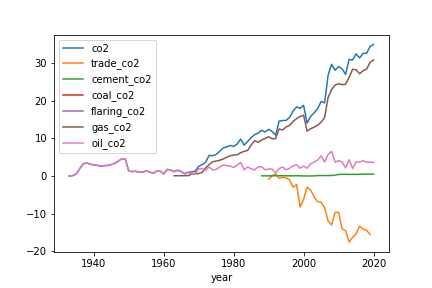 co2
trade_co2
cement_co2
coal_co2
flaring_co2
gas_co2
oil_co2
30
20
10
0
−10
−20
1940 1960 1980 2000 2020
year